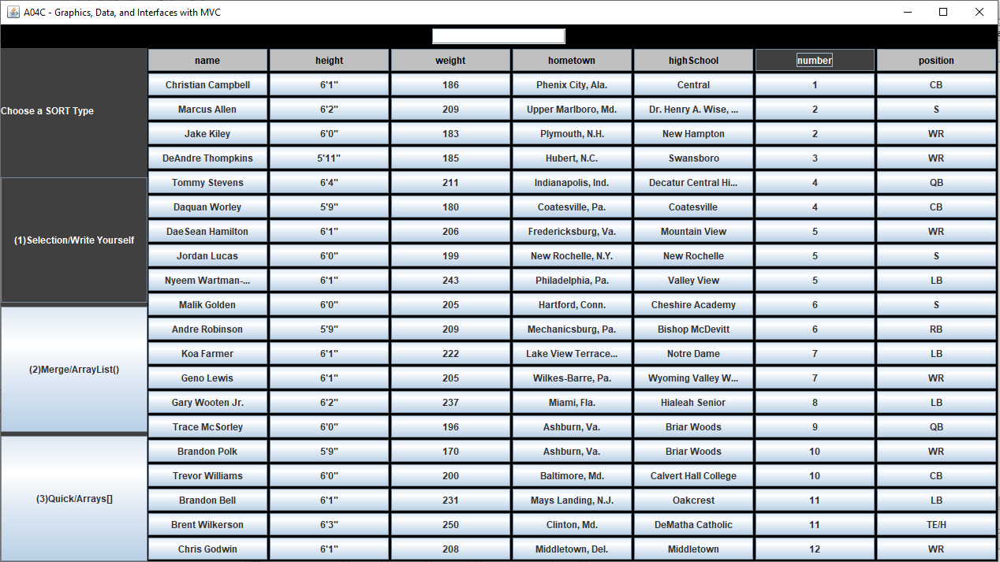 A04C - Graphics, Data, and Interfaces with MVC
name height weight hometown highSchool number position
Christian Campbell 6'1" 186 Phenix City, Ala. Central 1 CB
Choose a SORT Type
Marcus Allen 6'2" 209 Upper Marlboro, Md. Dr. Henry A. Wise, ... 2 S
Jake Kiley 6'0" 183 Plymouth, N.H. New Hampton 2 WR
DeAndre Thompkins 5'11" 185 Hubert, N.C. Swansboro 3 WR
Tommy Stevens 6'4" 211 Indianapolis, Ind. Decatur Central Hi... 4 QB
Daquan Worley 5'9" 180 Coatesville, Pa. Coatesville 4 CB
DaeSean Hamilton 6'1" 206 Fredericksburg, Va. Mountain View 5 WR
(1)Selection/Write Yourself
Jordan Lucas 6'0" 199 New Rochelle, N.Y. New Rochelle 5 S
Nyeem Wartman-... 6'1" 243 Philadelphia, Pa. Valley View 5 LB
Malik Golden 6'0" 205 Hartford, Conn. Cheshire Academy 6 S
Andre Robinson 5'9" 209 Mechanicsburg, Pa. Bishop McDevitt 6 RB
Koa Farmer 6'1" 222 Lake View Terrace... Notre Dame 7 LB
(2)Merge/ArrayList()
Geno Lewis 6'1" 205 Wilkes-Barre, Pa. Wyoming Valley W... 7 WR
Gary Wooten Jr. 6'2" 237 Miami, Fla. Hialeah Senior 8 LB
Trace McSorley 6'0" 196 Ashburn, Va. Briar Woods 9 QB
Brandon Polk 5'9" 170 Ashburn, Va. Briar Woods 10 WR
Trevor Williams 6'0" 200 Baltimore, Md. Calvert Hall College 10 CB
(3)Quick/Arrays[]
Brandon Bell 6'1" 231 Mays Landing, N.J. Oakcrest 11 LB
Brent Wilkerson 6'3" 250 Clinton, Md. DeMatha Catholic 11 TE/H
Chris Godwin 6'1" 208 Middletown, Del. Middletown 12 WR